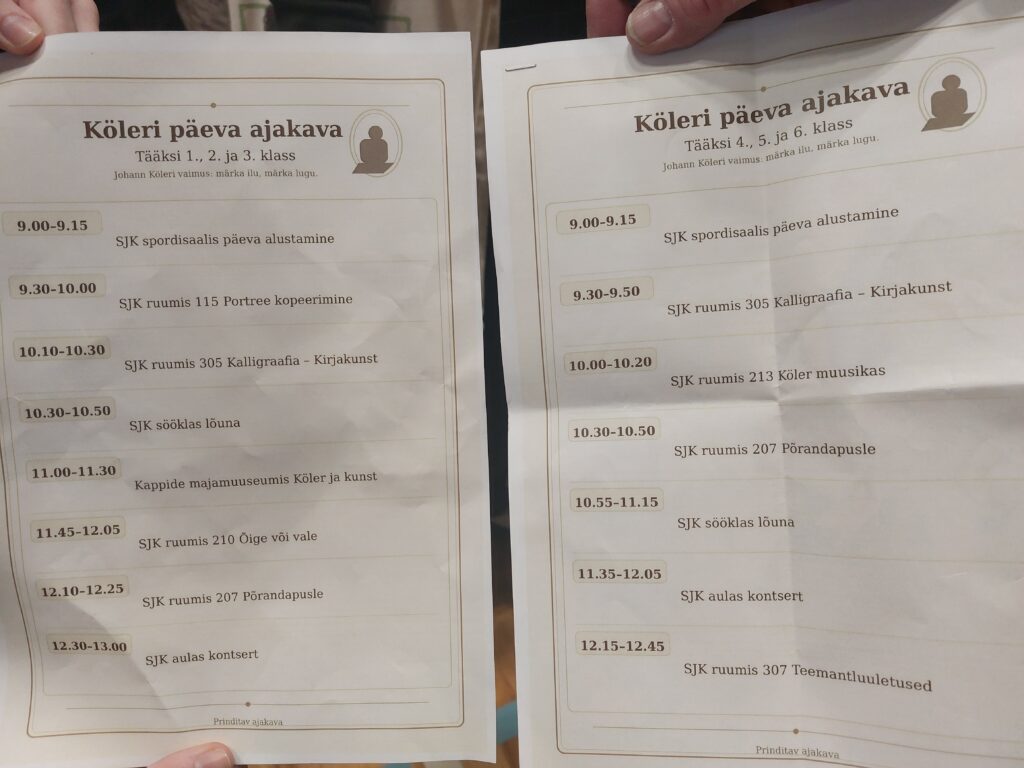 Köleri päeva ajakava
Tääksi 1., 2. ja 3. klass
Johann Köleri vaimus: märka ilu, märka lugu.
9.00–9.15
SJK spordisaalis päeva alustamine
9.30–10.00
SJK ruumis 115 Portree kopeerimine
10.10–10.30
SJK ruumis 305 Kalligraafia – Kirjakunst
10.30–10.50
SJK sööklas lõuna
11.00–11.30
Kappide majamuuseumis Köler ja kunst
11.45–12.05
SJK ruumis 210 Õige või vale
12.10–12.25
SJK ruumis 207 Põrandapusle
12.30–13.00
SJK aulas kontsert
Prinditav ajakava
Köleri päeva ajakava
Tääksi 4., 5. ja 6. klass
Johann Köleri vaimus: märka ilu, märka lugu.
9.00–9.15
SJK spordisaalis päeva alustamine
9.30–9.50
SJK ruumis 305 Kalligraafia – Kirjakunst
10.00–10.20
SJK ruumis 213 Köler muusikas
10.30–10.50
SJK ruumis 207 Põrandapusle
10.55–11.15
SJK sööklas lõuna
11.35–12.05
SJK aulas kontsert
12.15–12.45
SJK ruumis 307 Teemantluuletused
Prinditav ajakava